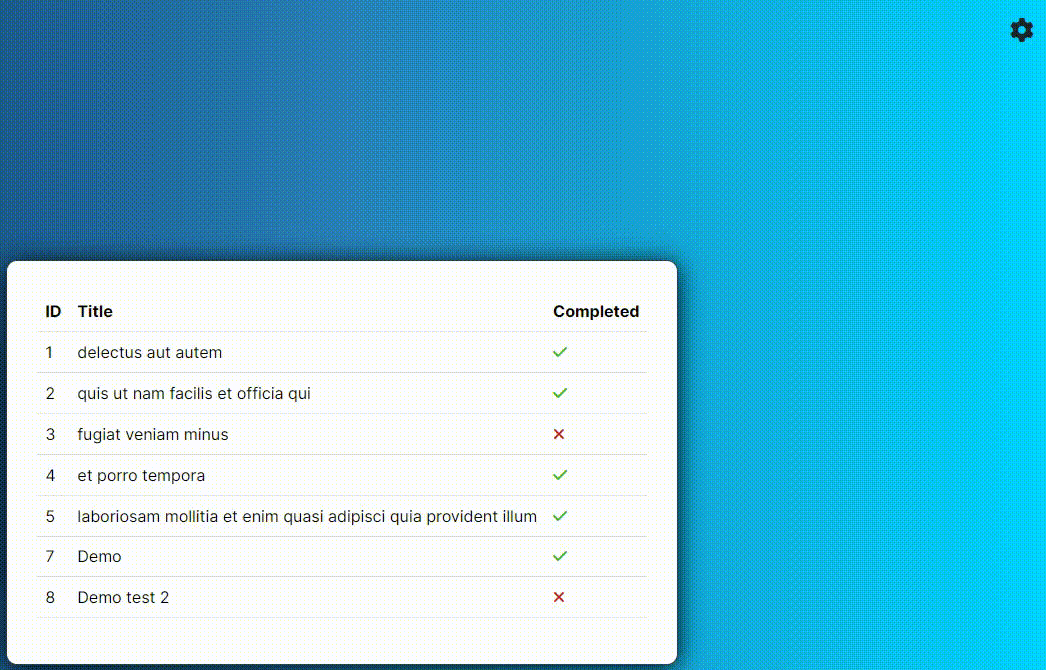 ID Title Completed
1 delectus aut autem
2 quis ut nam facilis et officia qui
3 fugiat veniam minus
4 et porro tempora
5 laboriosam mollitia et enim quasi adipisci quia provident illum
7 Demo
8 Demo test 2